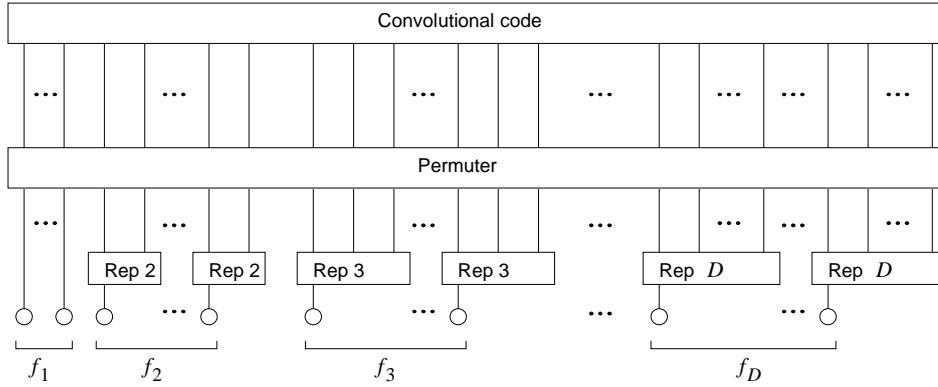 Convolutional code
... ... ... ... ... ... ...
Permuter
... ... ... ... ... ... ...
Rep 2 Rep 2 Rep 3 Rep 3 Rep D Rep D
... ... ... ...
f1 f2 f3 fD